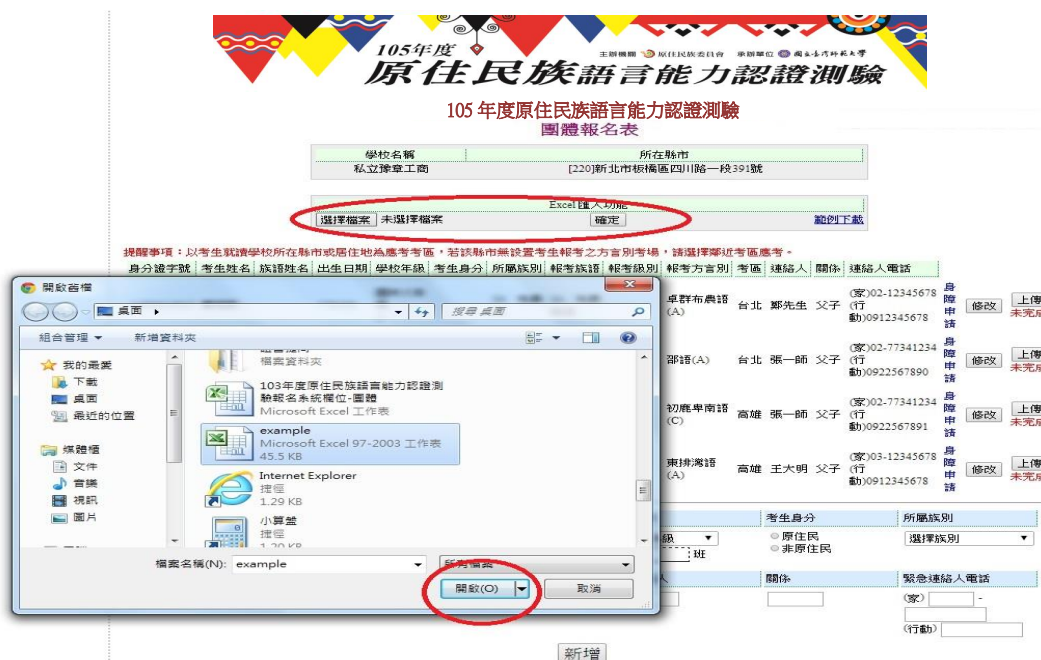 105年度
主辦機關 原住民族委員會 承辦單位 國立臺灣師範大學
原住民族語言能力認證測驗
105 年度原住民族語言能力認證測驗
團體報名表
學校名稱 所在縣市
私立豫章工商 [220]新北市板橋區四川路一段391號
Excel匯入功能
選擇檔案 未選擇檔案 確定 範例下載
提醒事項：以考生就讀學校所在縣市或居住地為應考考區，若該縣市無設置考生報考之方言別考場，請選擇鄰近考區應考。
身分證字號 考生姓名 族語姓名 出生日期 學校年級 考生身分 所屬族別 報考族語 報考級別 報考方言別 考區 連絡人 關係 連絡人電話
卓群布農語(A) 台北 鄭先生 父子 (家)02-12345678 (行動)0912345678 身障申請 修改 上傳 未完成
邵語(A) 台北 張一師 父子 (家)02-77341234 (行動)0922567890 身障申請 修改 上傳 未完成
初鹿卑南語(C) 高雄 張一師 父子 (家)02-77341234 (行動)0922567891 身障申請 修改 上傳 未完成
東排灣語(A) 高雄 王大明 父子 (家)03-12345678 (行動)0912345678 身障申請 修改 上傳 未完成
開啟舊檔
桌面
搜尋 桌面
組合管理 新增資料夾
我的最愛
下載
桌面
最近的位置
媒體櫃
文件
音樂
視訊
圖片
檔案資料夾
103年度原住民族語言能力認證測
驗報名系統欄位-團體
Microsoft Excel 工作表
example
Microsoft Excel 97-2003 工作表
45.5 KB
Internet Explorer
捷徑
1.29 KB
小算盤
捷徑
1.20 KB
檔案名稱(N): example 所有檔案
開啟(O) 取消
考生身分 所屬族別
級 班
原住民
非原住民
選擇族別
人 關係 緊急連絡人電話
(家) -
(行動)
新增